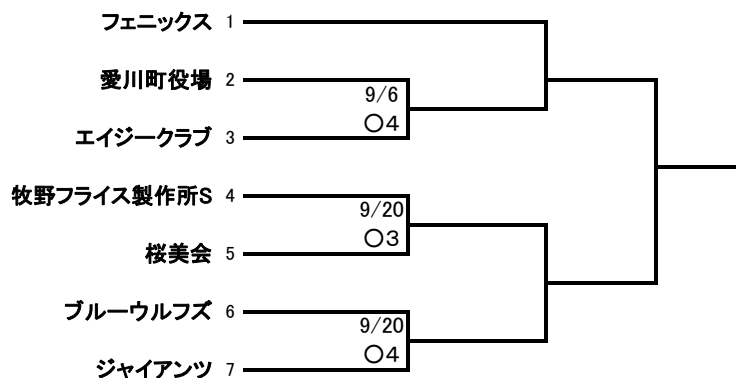 フェニックス 1
愛川町役場 2
9/6
〇4
エイジークラブ 3
牧野フライス製作所S 4
9/20
〇3
桜美会 5
ブルーウルフズ 6
9/20
〇4
ジャイアンツ 7